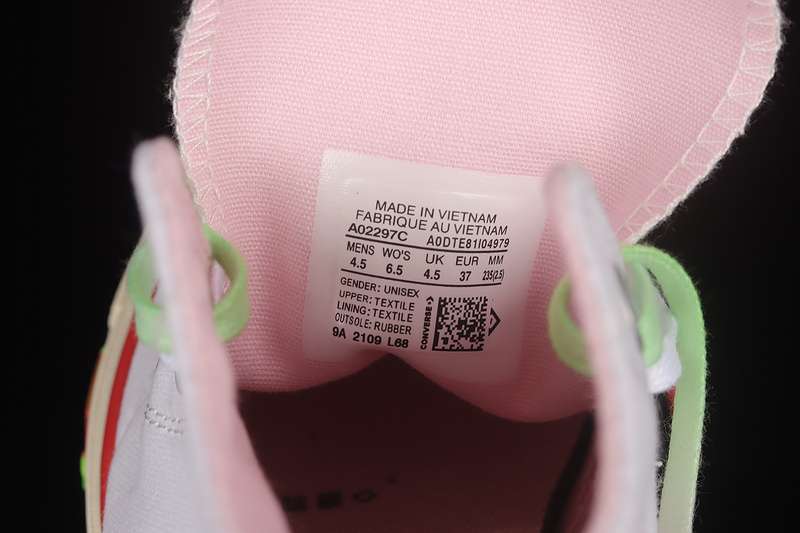 MADE IN VIETNAM
FABRIQUE AU VIETNAM
A02297C A0DTE81I04979
MENS WO'S UK EUR MM
4.5 6.5 4.5 37 235(2.5)
GENDER: UNISEX
UPPER: TEXTILE
LINING: TEXTILE
OUTSOLE: RUBBER
9A 2109 L68
CONVERSE